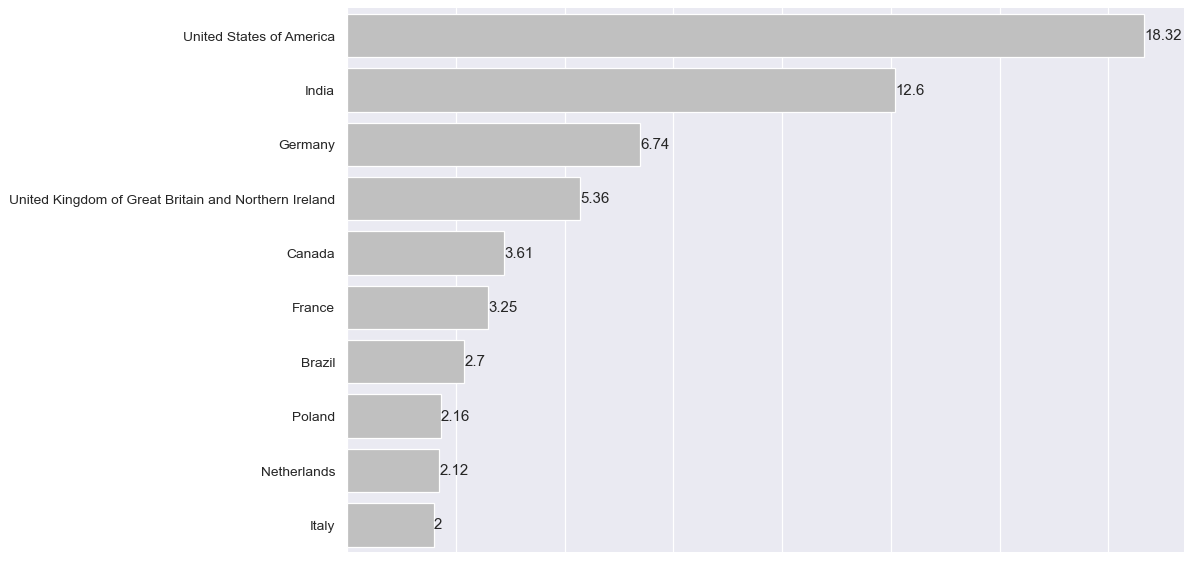 United States of America 18.32
India 12.6
Germany 6.74
United Kingdom of Great Britain and Northern Ireland 5.36
Canada 3.61
France 3.25
Brazil 2.7
Poland 2.16
Netherlands 2.12
Italy 2